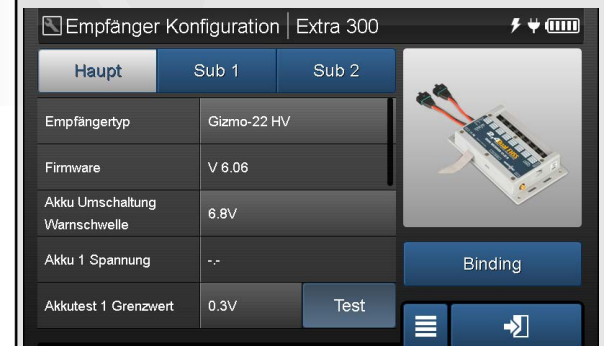 Empfänger Konfiguration | Extra 300
Haupt
Sub 1
Sub 2
Empfängertyp
Gizmo-22 HV
Firmware
V 6.06
Akku Umschaltung
Warnschwelle
6.8V
Akku 1 Spannung
-.-
Akkutest 1 Grenzwert
0.3V
Test
Binding